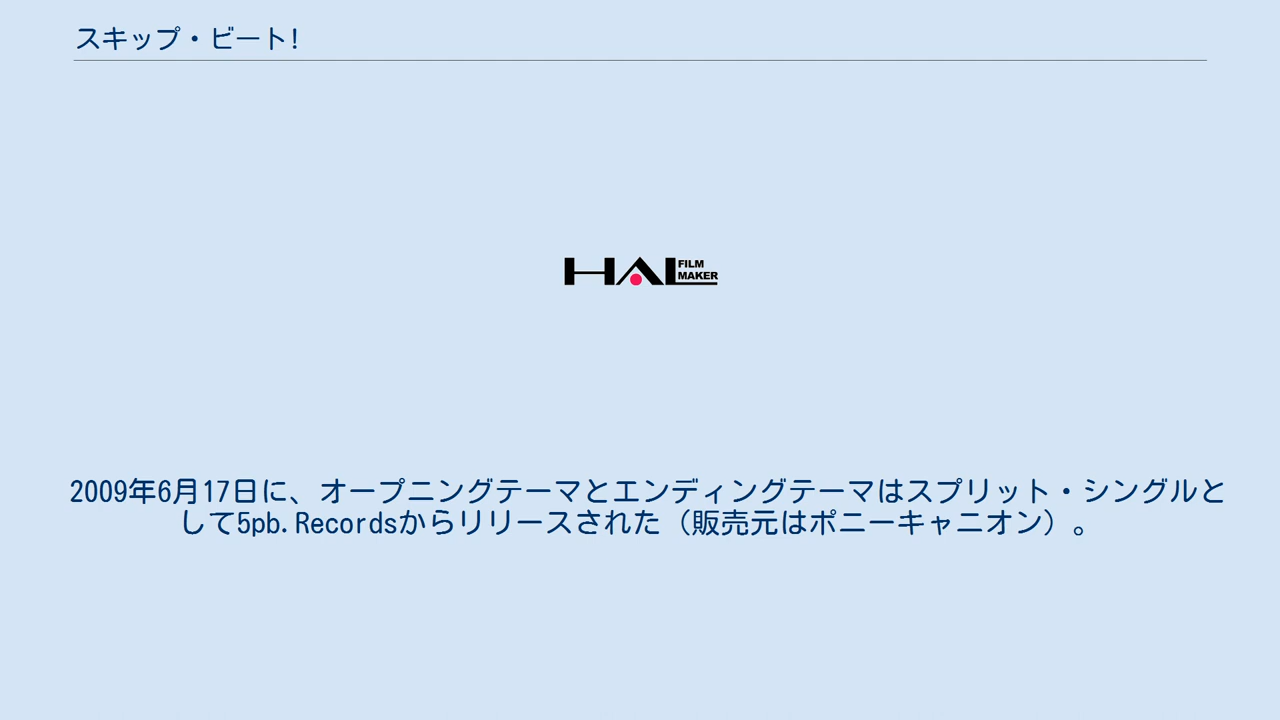 スキップ・ビート!
HAL FILM
MAKER
2009年6月17日に、オープニングテーマとエンディングテーマはスプリット・シングルと
して5pb.Recordsからリリースされた（販売元はポニーキャニオン）。